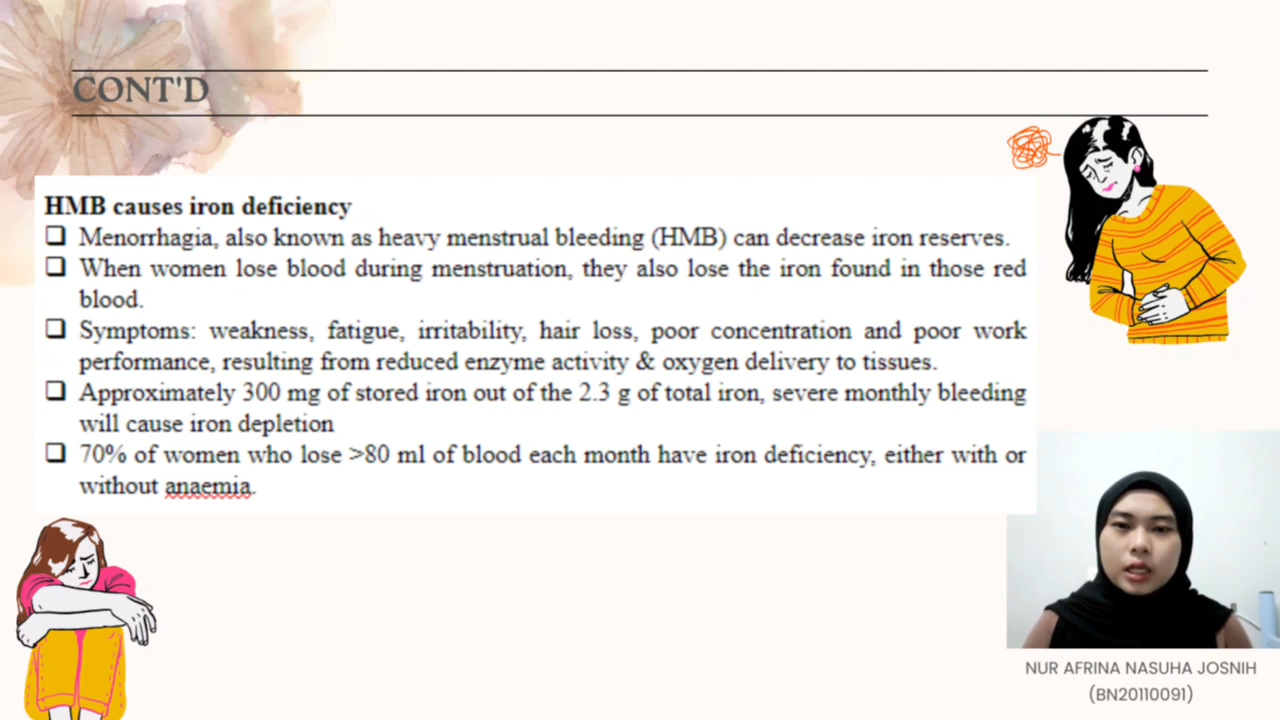 CONT'D
HMB causes iron deficiency
❑ Menorrhagia, also known as heavy menstrual bleeding (HMB) can decrease iron reserves.
❑ When women lose blood during menstruation, they also lose the iron found in those red
blood.
❑ Symptoms: weakness, fatigue, irritability, hair loss, poor concentration and poor work
performance, resulting from reduced enzyme activity & oxygen delivery to tissues.
❑ Approximately 300 mg of stored iron out of the 2.3 g of total iron, severe monthly bleeding
will cause iron depletion
❑ 70% of women who lose >80 ml of blood each month have iron deficiency, either with or
without anaemia.
NUR AFRINA NASUHA JOSNIH
(BN20110091)